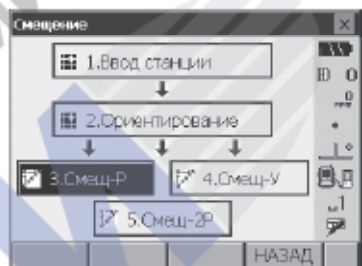 Смещение
1.Ввод станции
2.Ориентирование
3.Смещ-Р
4.Смещ-У
5.Смещ-2Р
НАЗАД